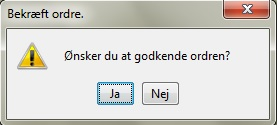 Bekræft ordre.
Ønsker du at godkende ordren?
Ja
Nej